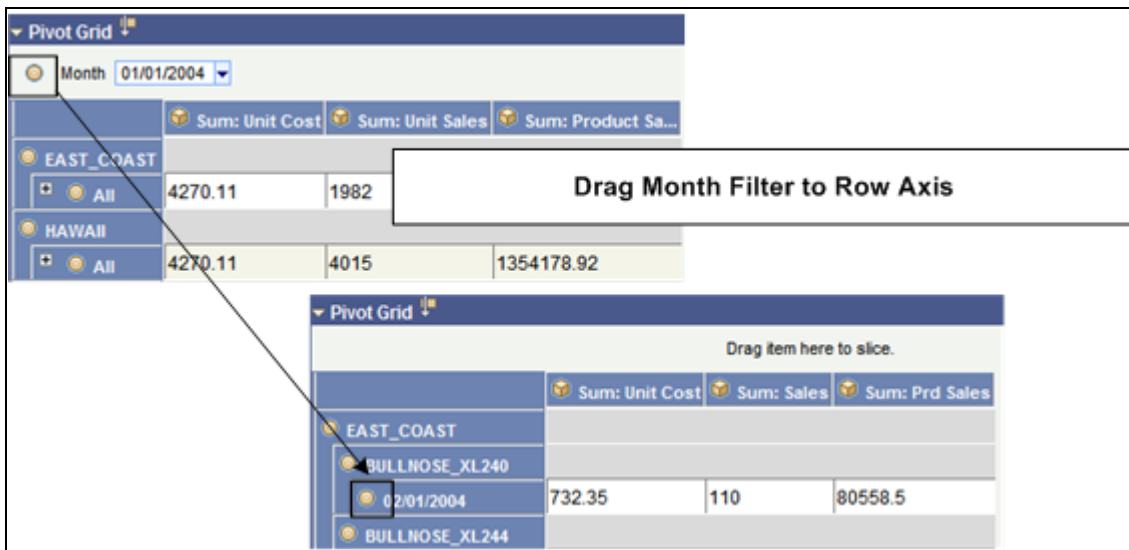 Pivot Grid
Month 01/01/2004
Sum: Unit Cost Sum: Unit Sales Sum: Product Sa...
EAST_COAST
All 4270.11 1982
Drag Month Filter to Row Axis
HAWAII
All 4270.11 4015 1354178.92
Pivot Grid
Drag item here to slice.
Sum: Unit Cost Sum: Sales Sum: Prd Sales
EAST_COAST
BULLNOSE_XL240
02/01/2004 732.35 110 80558.5
BULLNOSE_XL244